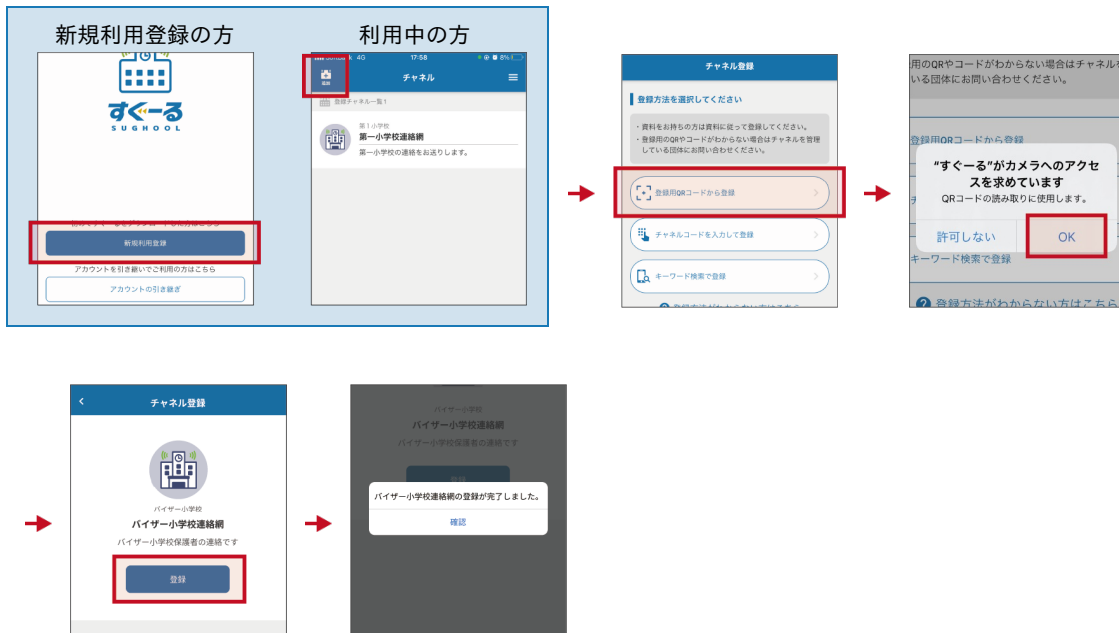 新規利用登録の方
すぐーる
SUGHOOL
新規利用登録
アカウントを引き継いでご利用の方はこちら
アカウントの引き継ぎ
利用中の方
4G 17:58 8%
追加
チャネル
登録チャネル一覧 1
第1小学校
第一小学校連絡網
第一小学校の連絡をお送りします。
チャネル登録
登録方法を選択してください
・資料をお持ちの方は資料に従って登録してください。
・登録用のQRやコードがわからない場合はチャネルを管理
している団体にお問い合わせください。
登録用QRコードから登録
チャネルコードを入力して登録
キーワード検索で登録
登録方法がわからない方はこちら
用のQRやコードがわからない場合はチャネルを
いる団体にお問い合わせください。
登録用QRコードから登録
“すぐーる”がカメラへのアクセ
スを求めています
QRコードの読み取りに使用します。
許可しない
OK
キーワード検索で登録
登録方法がわからない方はこちら
チャネル登録
バイザー小学校
バイザー小学校連絡網
バイザー小学校保護者の連絡です
登録
バイザー小学校
バイザー小学校連絡網
バイザー小学校保護者の連絡です
登録
バイザー小学校連絡網の登録が完了しました。
確認